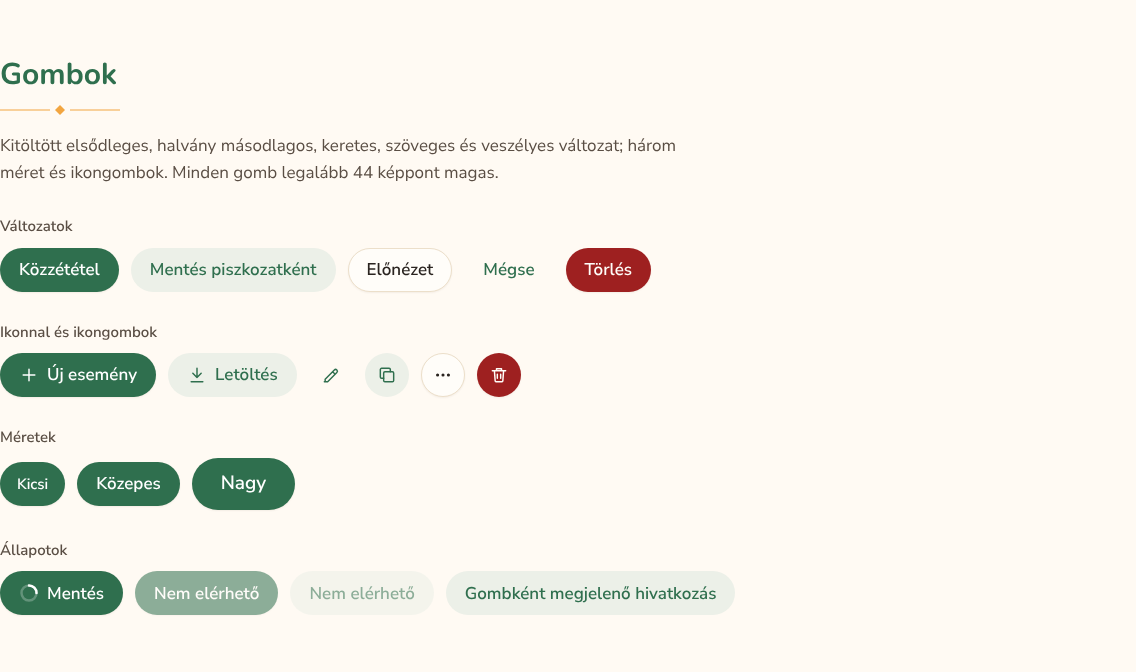 Gombok
Kitöltött elsődleges, halvány másodlagos, keretes, szöveges és veszélyes változat; három
méret és ikongombok. Minden gomb legalább 44 képpont magas.
Változatok
Közzététel Mentés piszkozatként Előnézet Mégse Törlés
Ikonnal és ikongombok
Új esemény Letöltés
Méretek
Kicsi Közepes Nagy
Állapotok
Mentés Nem elérhető Nem elérhető Gombként megjelenő hivatkozás